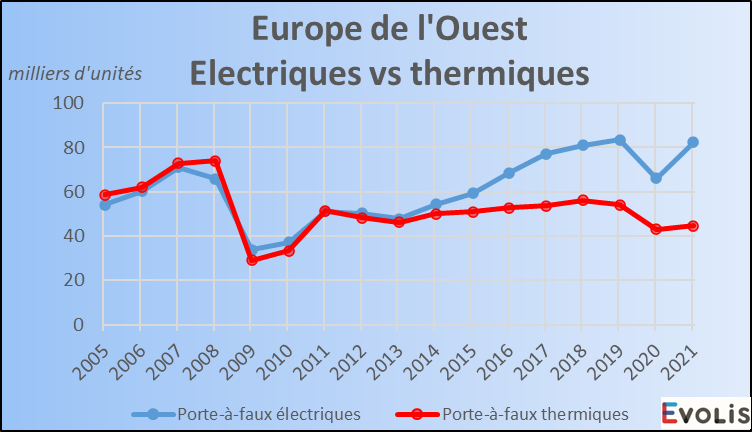 Europe de l'Ouest
Electriques vs thermiques
milliers d'unités
100
80
60
40
20
0
2005 2006 2007 2008 2009 2010 2011 2012 2013 2014 2015 2016 2017 2018 2019 2020 2021
Porte-à-faux électriques Porte-à-faux thermiques
EVOLIS